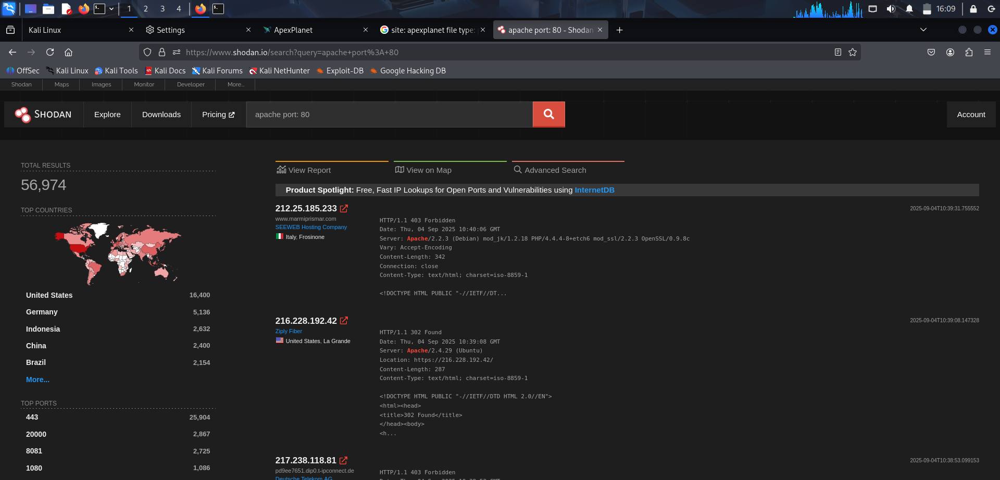 1 2 3 4 16:09
Kali Linux Settings ApexPlanet site: apexplanet file type: apache port: 80 - Shodan
https://www.shodan.io/search?query=apache+port%3A+80
OffSec Kali Linux Kali Tools Kali Docs Kali Forums Kali NetHunter Exploit-DB Google Hacking DB
Shodan Maps Images Monitor Developer More...
SHODAN Explore Downloads Pricing apache port: 80 Account
TOTAL RESULTS
56,974
TOP COUNTRIES
United States 16,400
Germany 5,136
Indonesia 2,632
China 2,400
Brazil 2,154
More...
TOP PORTS
443 25,904
20000 2,867
8081 2,725
1080 1,086
View Report View on Map Advanced Search
Product Spotlight: Free, Fast IP Lookups for Open Ports and Vulnerabilities using InternetDB
212.25.185.233 2025-09-04T10:39:31.755552
www.marmiprismar.com
SEEWEB Hosting Company
Italy, Frosinone
HTTP/1.1 403 Forbidden
Date: Thu, 04 Sep 2025 10:40:06 GMT
Server: Apache/2.2.3 (Debian) mod_jk/1.2.18 PHP/4.4.4-8+etch6 mod_ssl/2.2.3 OpenSSL/0.9.8c
Vary: Accept-Encoding
Content-Length: 342
Connection: close
Content-Type: text/html; charset=iso-8859-1
<!DOCTYPE HTML PUBLIC "-//IETF//DT...
216.228.192.42 2025-09-04T10:39:08.147328
Ziply Fiber
United States, La Grande
HTTP/1.1 302 Found
Date: Thu, 04 Sep 2025 10:39:08 GMT
Server: Apache/2.4.29 (Ubuntu)
Location: https://216.228.192.42/
Content-Length: 287
Content-Type: text/html; charset=iso-8859-1
<!DOCTYPE HTML PUBLIC "-//IETF//DTD HTML 2.0//EN">
<html><head>
<title>302 Found</title>
</head><body>
<h...
217.238.118.81 2025-09-04T10:38:53.099153
pd9ee7651.dip0.t-ipconnect.de
Deutsche Telekom AG
HTTP/1.1 403 Forbidden